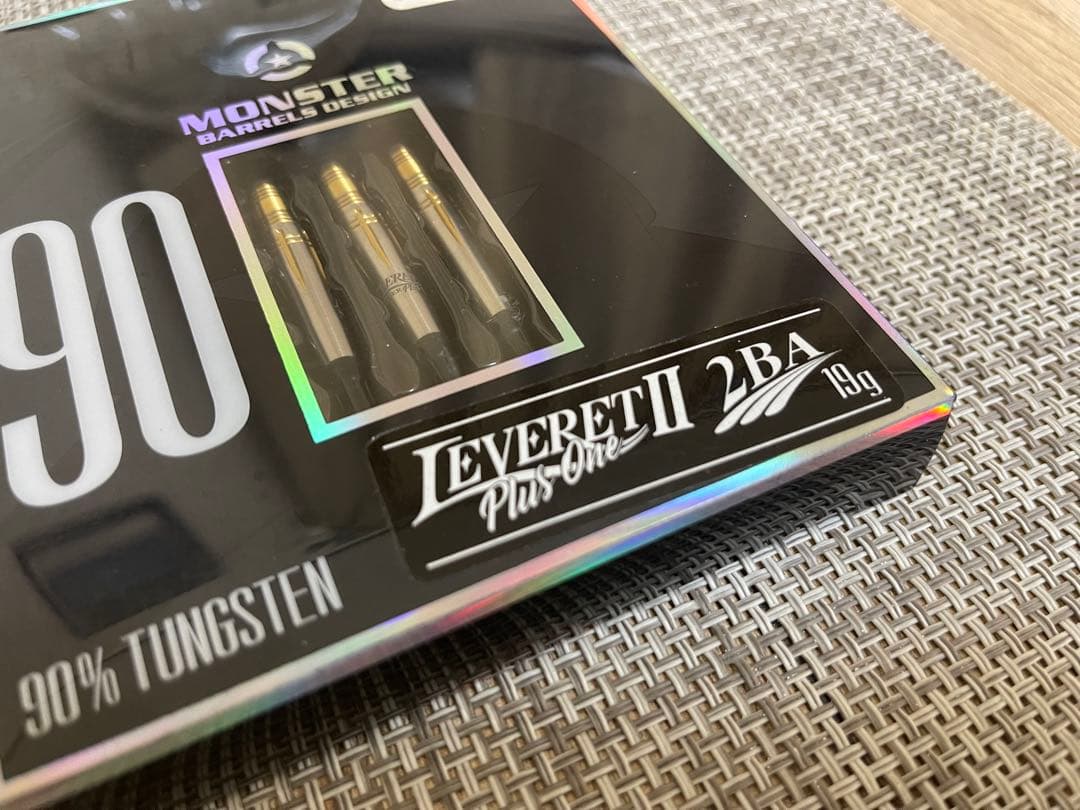 MONSTER
BARRELS DESIGN
90
LEVERET II 2BA
Plus-One 19g
90% TUNGSTEN